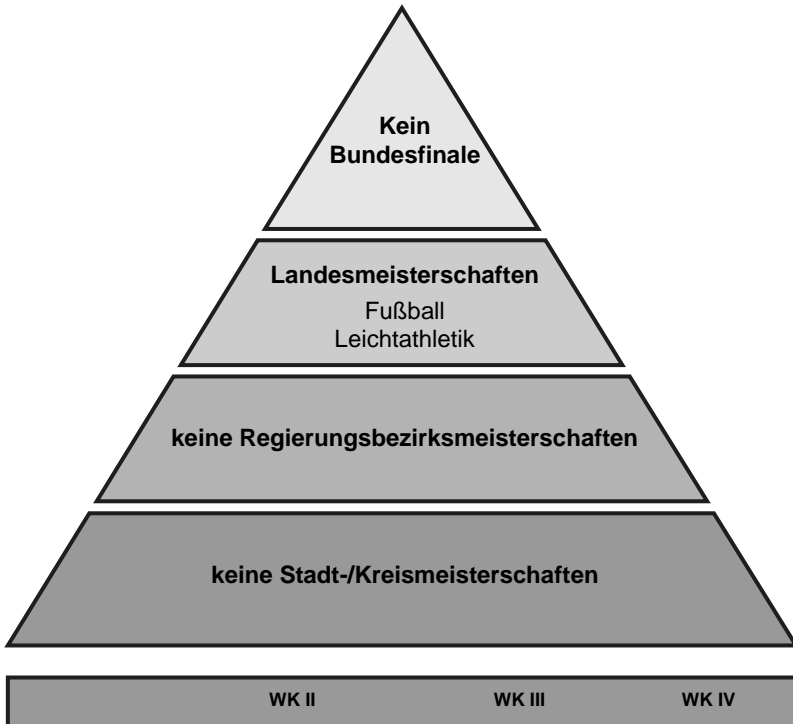 Kein
Bundesfinale
Landesmeisterschaften
Fußball
Leichtathletik
keine Regierungsbezirksmeisterschaften
keine Stadt-/Kreismeisterschaften
WK II WK III WK IV